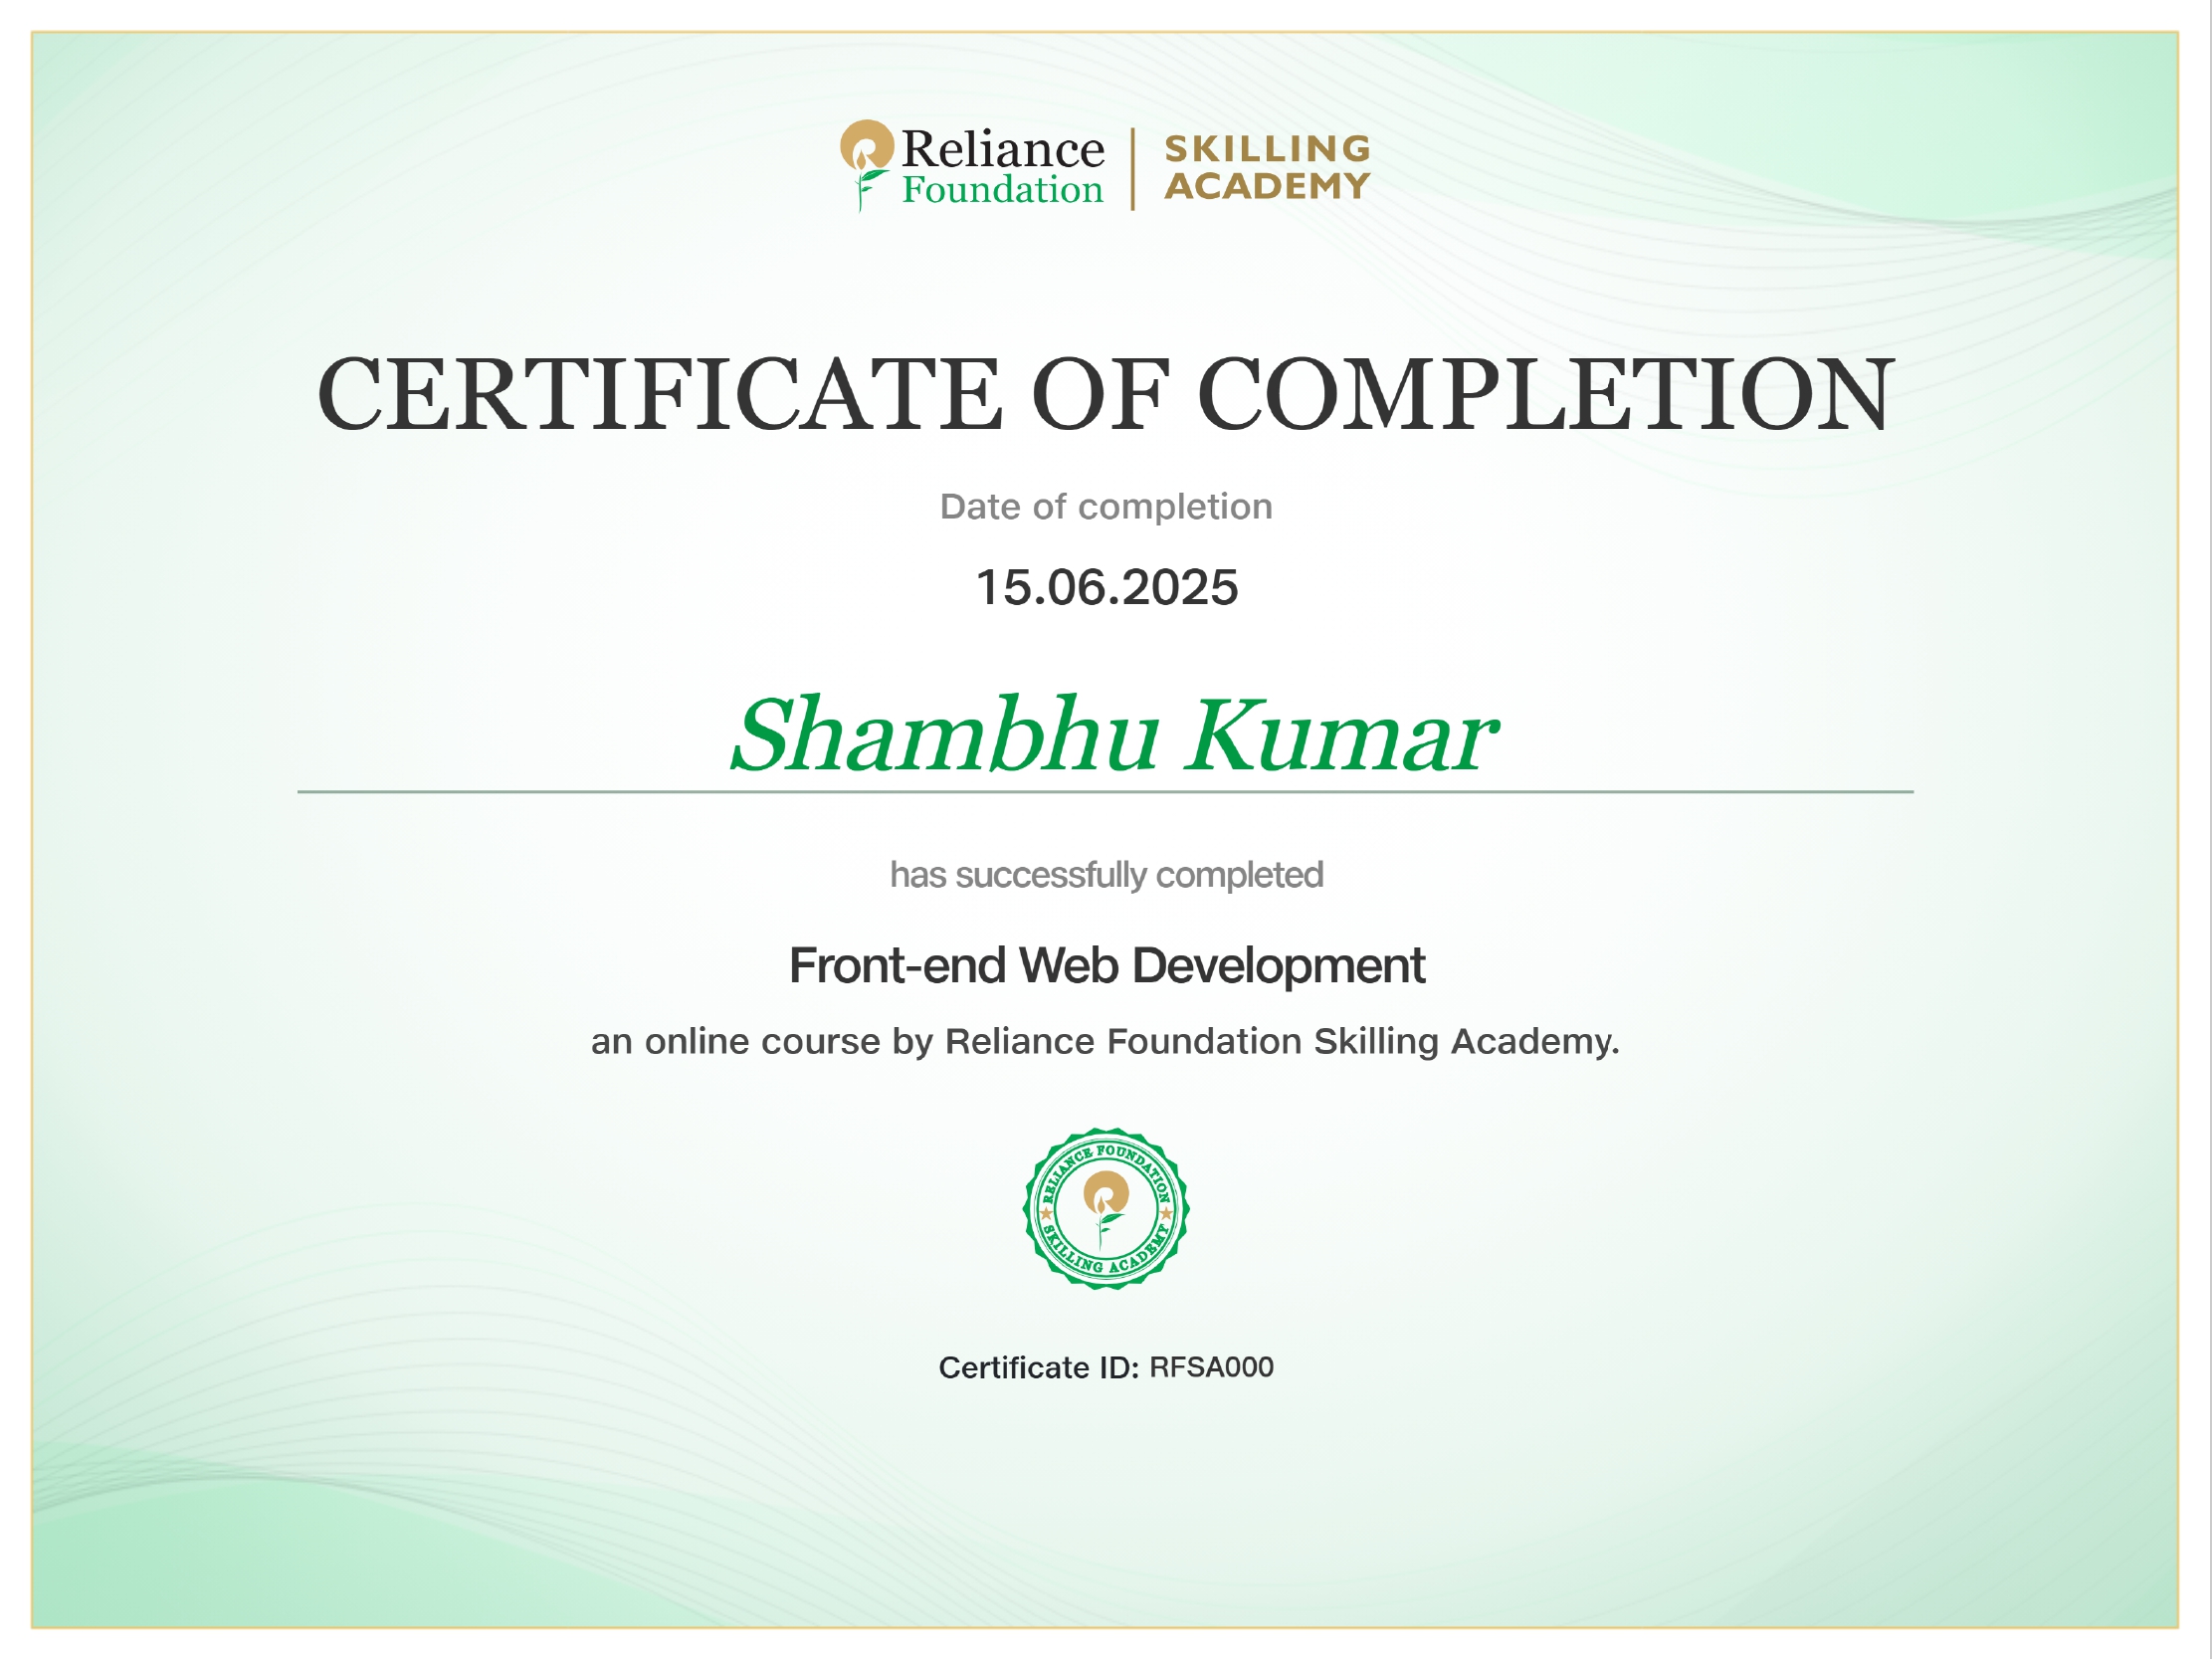 Reliance
Foundation
SKILLING
ACADEMY
CERTIFICATE OF COMPLETION
Date of completion
15.06.2025
Shambhu Kumar
has successfully completed
Front-end Web Development
an online course by Reliance Foundation Skilling Academy.
RELIANCE FOUNDATION
SKILLING ACADEMY
Certificate ID: RFSA000